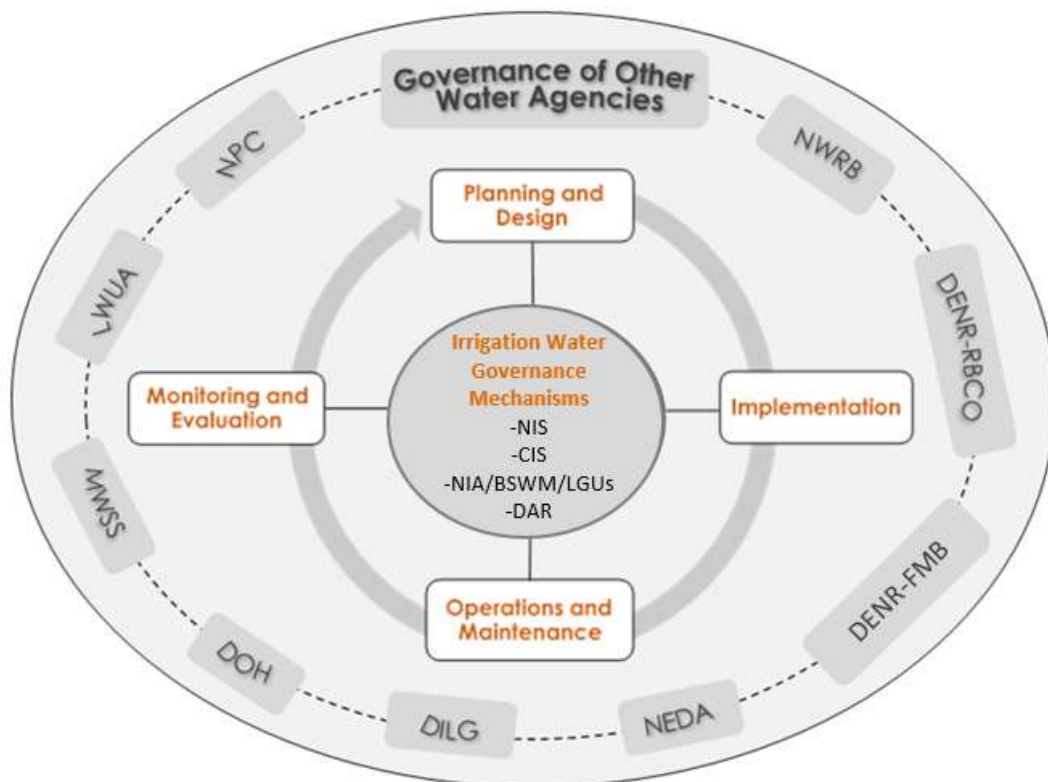 Governance of Other
Water Agencies
NPC
NWRB
Planning and
Design
LWUA
DENR-RBCO
Irrigation Water
Governance
Mechanisms
-NIS
-CIS
-NIA/BSWM/LGUs
-DAR
Monitoring and
Evaluation
Implementation
MWSS
DENR-FMB
Operations and
Maintenance
DOH
DILG
NEDA